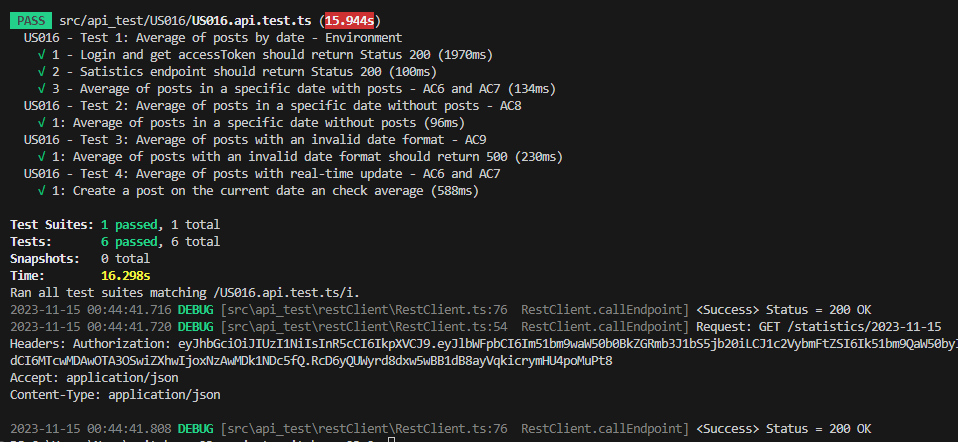 PASS src/api_test/US016/US016.api.test.ts (15.944s)
US016 - Test 1: Average of posts by date - Environment
√ 1 - Login and get accessToken should return Status 200 (1970ms)
√ 2 - Satistics endpoint should return Status 200 (100ms)
√ 3 - Average of posts in a specific date with posts - AC6 and AC7 (134ms)
US016 - Test 2: Average of posts in a specific date without posts - AC8
√ 1: Average of posts in a specific date without posts (96ms)
US016 - Test 3: Average of posts with an invalid date format - AC9
√ 1: Average of posts with an invalid date format should return 500 (230ms)
US016 - Test 4: Average of posts with real-time update - AC6 and AC7
√ 1: Create a post on the current date an check average (588ms)
Test Suites: 1 passed, 1 total
Tests: 6 passed, 6 total
Snapshots: 0 total
Time: 16.298s
Ran all test suites matching /US016.api.test.ts/i.
2023-11-15 00:44:41.716 DEBUG [src\api_test\restClient\RestClient.ts:76 RestClient.callEndpoint] <Success> Status = 200 OK
2023-11-15 00:44:41.720 DEBUG [src\api_test\restClient\RestClient.ts:54 RestClient.callEndpoint] Request: GET /statistics/2023-11-15
Headers: Authorization:
Accept: application/json
Content-Type: application/json
2023-11-15 00:44:41.808 DEBUG [src\api_test\restClient\RestClient.ts:76 RestClient.callEndpoint] <Success> Status = 200 OK